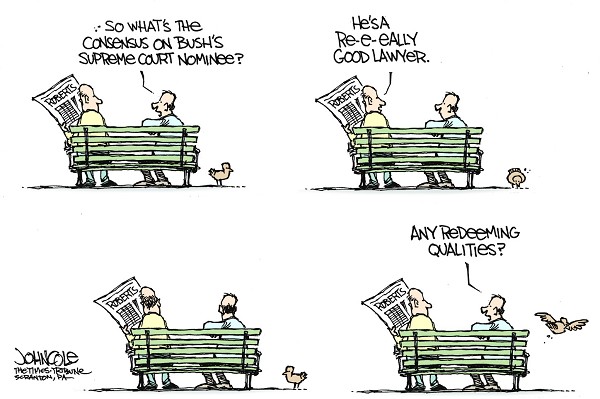 SO WHAT'S THE
CONSENSUS ON BUSH'S
SUPREME COURT NOMINEE?
ROBERTS
HE'S A
RE-E-EALLY
GOOD LAWYER.
ROBERTS
ROBERTS
JOHN COLE
THE TIMES-TRIBUNE
SCRANTON, PA
ANY REDEEMING
QUALITIES?
ROBERTS